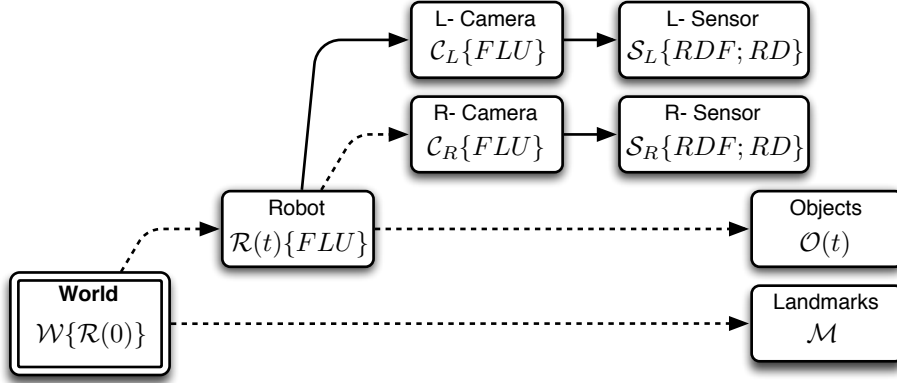 L- Camera
𝒞_L{FLU}
L- Sensor
𝒮_L{RDF; RD}
R- Camera
𝒞_R{FLU}
R- Sensor
𝒮_R{RDF; RD}
Robot
ℛ(t){FLU}
Objects
𝒪(t)
World
𝒲{ℛ(0)}
Landmarks
ℳ